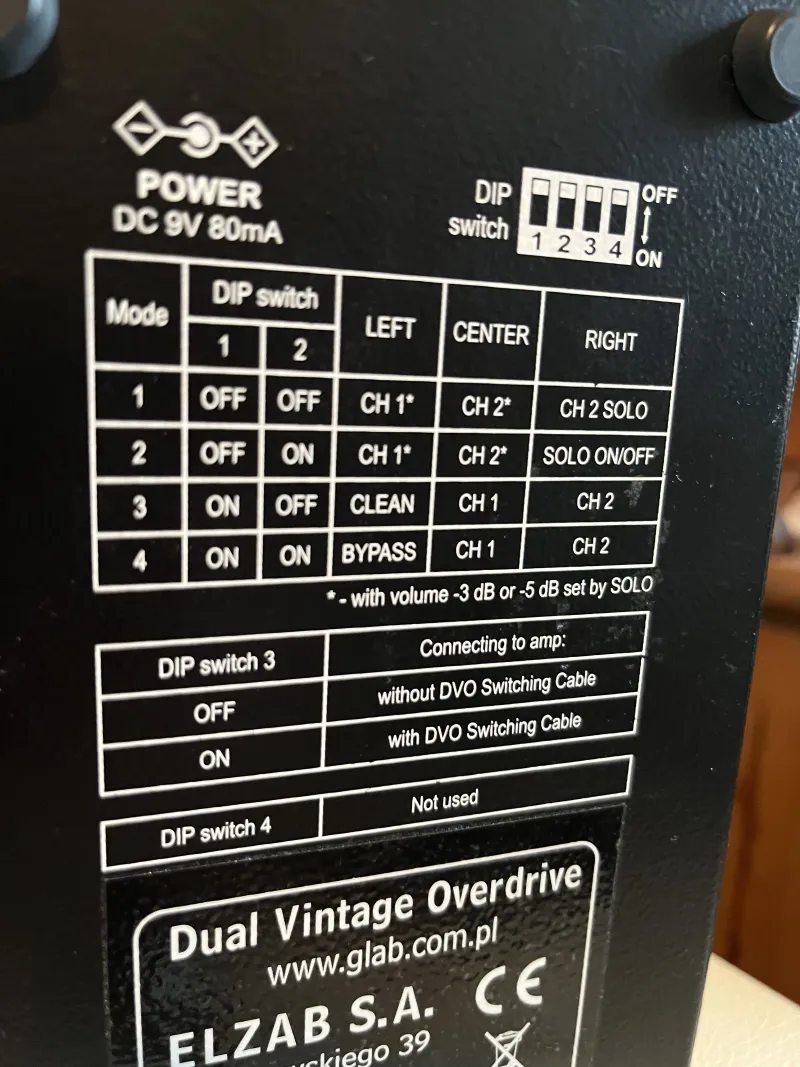 - +
POWER
DC 9V 80mA
DIP switch
1 2 3 4
OFF
ON
Mode DIP switch LEFT CENTER RIGHT
1 2
1 OFF OFF CH 1* CH 2* CH 2 SOLO
2 OFF ON CH 1* CH 2* SOLO ON/OFF
3 ON OFF CLEAN CH 1 CH 2
4 ON ON BYPASS CH 1 CH 2
* - with volume -3 dB or -5 dB set by SOLO
DIP switch 3 Connecting to amp:
OFF without DVO Switching Cable
ON with DVO Switching Cable
DIP switch 4 Not used
Dual Vintage Overdrive
www.glab.com.pl
ELZAB S.A. CE
39